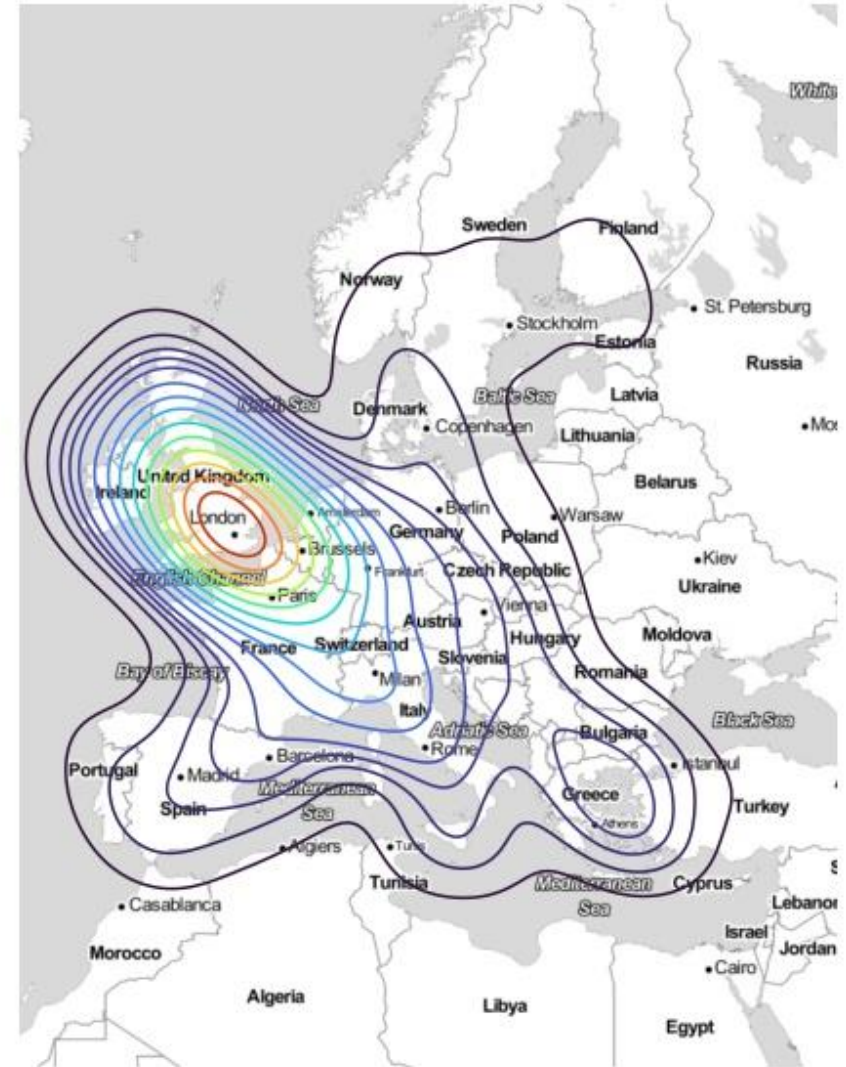 White
Sweden
Finland
Norway
St. Petersburg
Stockholm
Estonia
Russia
Baltic Sea
Latvia
North Sea
Denmark
Copenhagen
Mos
Lithuania
United Kingdom
Belarus
Ireland
London
Amsterdam
Berlin
Warsaw
Germany
Poland
Brussels
Kiev
English Channel
Frankfurt
Czech Republic
Ukraine
Paris
Vienna
Austria
France
Switzerland
Hungary
Moldova
Slovenia
Bay of Biscay
Milan
Romania
Italy
Black Sea
Adriatic Sea
Bulgaria
Rome
Barcelona
Istanbul
Portugal
Madrid
Mediterranean
Sea
Greece
Spain
Turkey
Athens
Algiers
Tunis
Tunisia
Mediterranean
Sea
Cyprus
S
Casablanca
Lebanon
Israel
Morocco
Jordan
Cairo
Algeria
Libya
Egypt